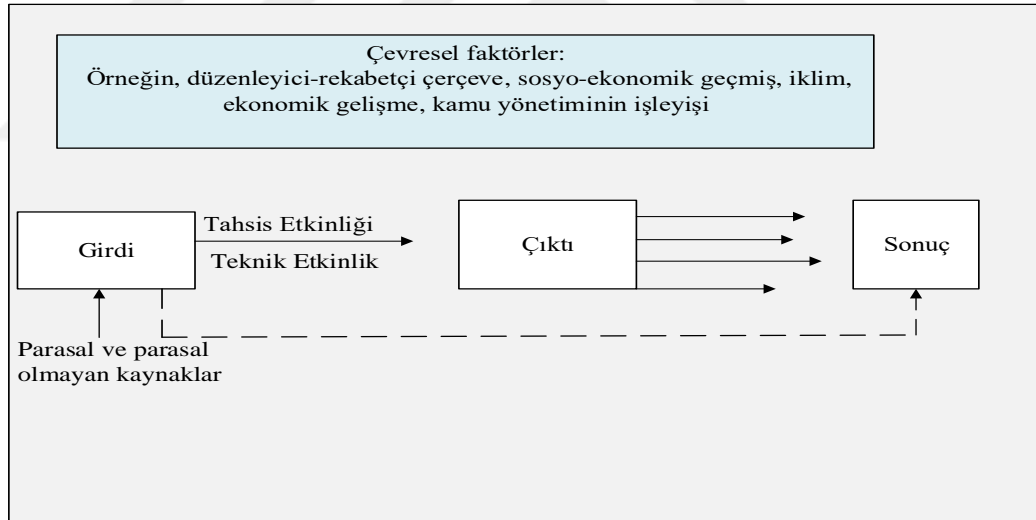 Çevresel faktörler:
Örneğin, düzenleyici-rekabetçi çerçeve, sosyo-ekonomik geçmiş, iklim,
ekonomik gelişme, kamu yönetiminin işleyişi
Girdi
Tahsis Etkinliği
Teknik Etkinlik
Çıktı
Sonuç
Parasal ve parasal
olmayan kaynaklar